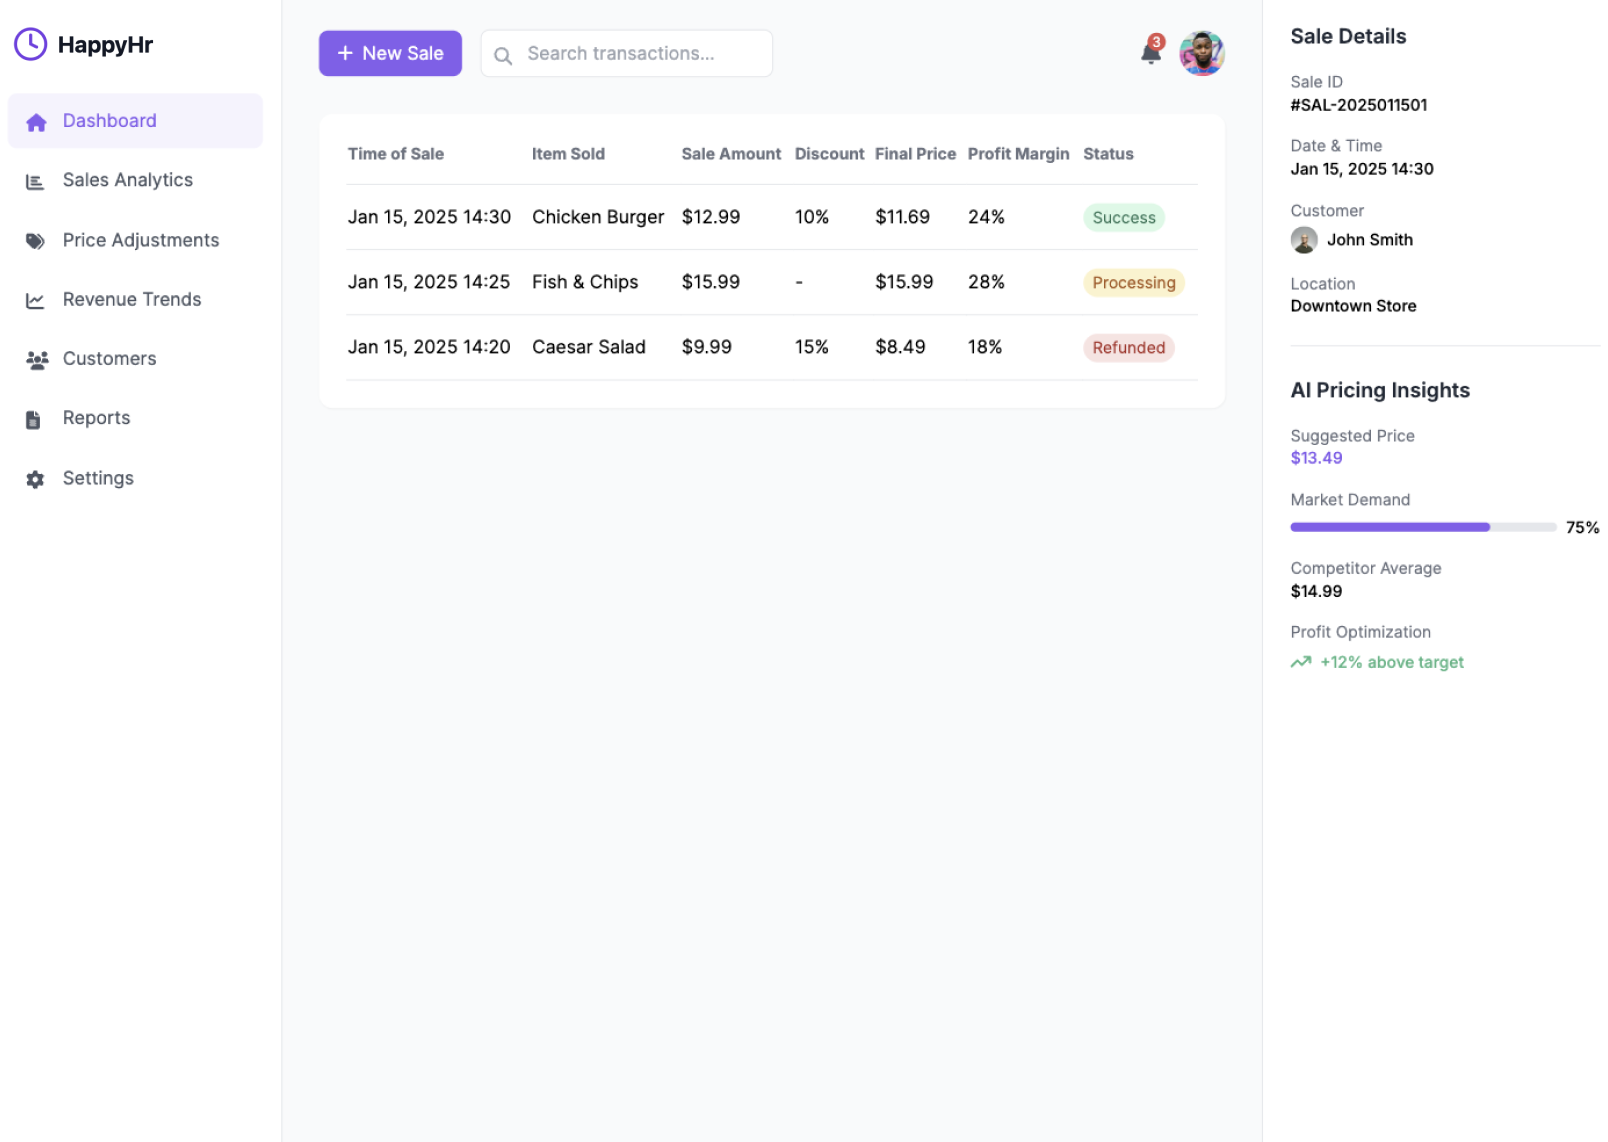 HappyHr
Dashboard
Sales Analytics
Price Adjustments
Revenue Trends
Customers
Reports
Settings
+ New Sale
Search transactions...
3
Time of Sale Item Sold Sale Amount Discount Final Price Profit Margin Status
Jan 15, 2025 14:30 Chicken Burger $12.99 10% $11.69 24% Success
Jan 15, 2025 14:25 Fish & Chips $15.99 - $15.99 28% Processing
Jan 15, 2025 14:20 Caesar Salad $9.99 15% $8.49 18% Refunded
Sale Details
Sale ID
#SAL-2025011501
Date & Time
Jan 15, 2025 14:30
Customer
John Smith
Location
Downtown Store
AI Pricing Insights
Suggested Price
$13.49
Market Demand
75%
Competitor Average
$14.99
Profit Optimization
+12% above target